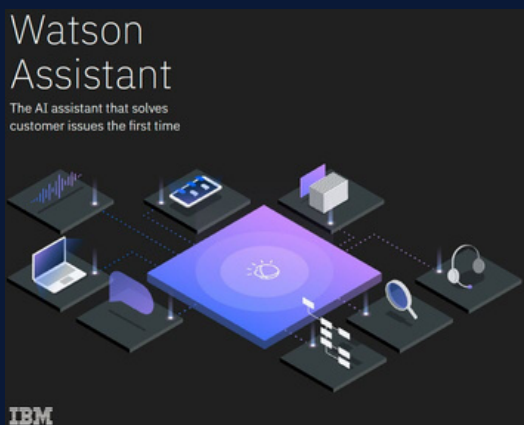 Watson
Assistant
The AI assistant that solves
customer issues the first time
IBM